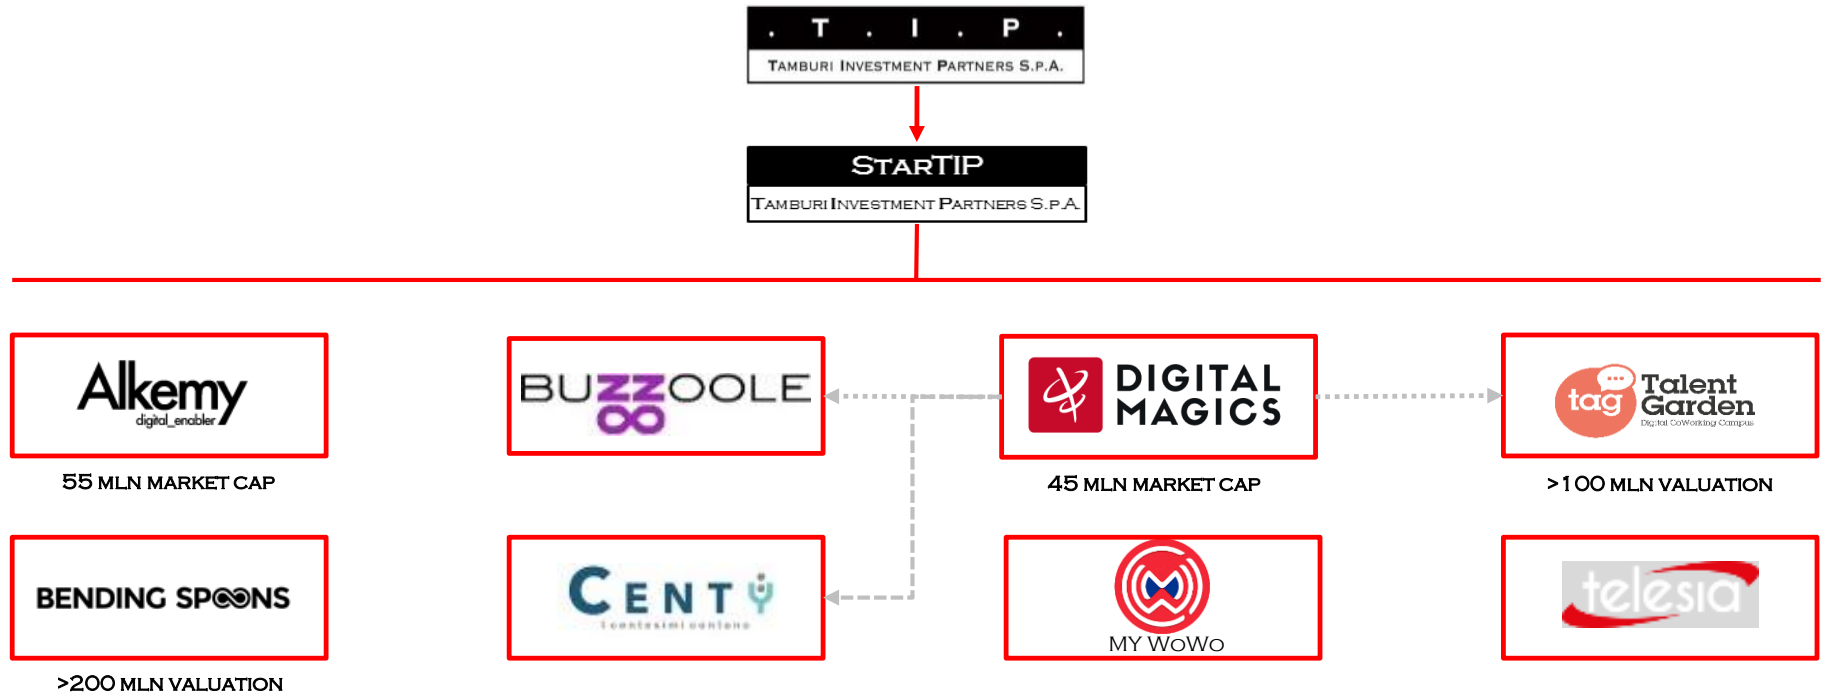 . T . I . P .
TAMBURI INVESTMENT PARTNERS S.P.A.
STARTIP
TAMBURI INVESTMENT PARTNERS S.P.A.
Alkemy
digital_enabler
BUZZOOLE
DIGITAL
MAGICS
tag
Talent
Garden
Digital CoWorking Campus
55 MLN MARKET CAP
45 MLN MARKET CAP
>100 MLN VALUATION
BENDING SPOONS
CENTY
i centesimi contano
MY WOWO
telesia
>200 MLN VALUATION